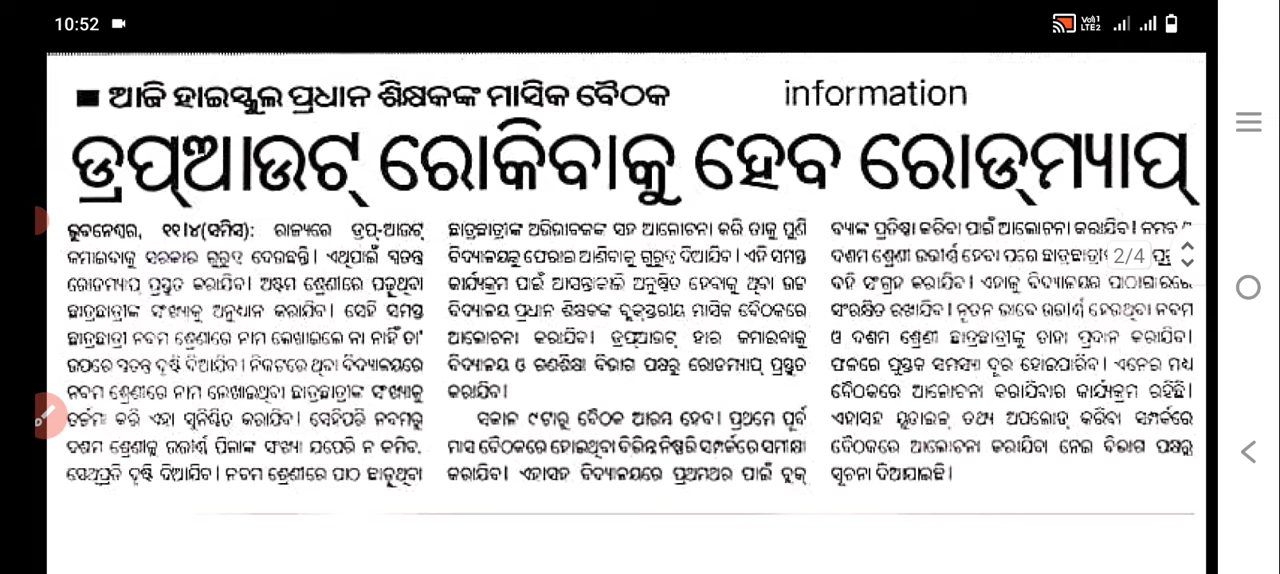 10:52
Vo)) 1
LTE2
■ ଆଜି ହାଇସ୍କୁଲ ପ୍ରଧାନ ଶିକ୍ଷକଙ୍କ ମାସିକ ବୈଠକ
information
ଡ୍ରପ୍‌ଆଉଟ୍ ରୋକିବାକୁ ହେବ ରୋଡ୍‌ମ୍ୟାପ୍
ଭୁବନେଶ୍ୱର, ୧୧।୪(ସମିସ): ରାଜ୍ୟରେ ଡ୍ରପ୍-ଆଉଟ୍
କମାଇବାକୁ ସରକାର ଗୁରୁତ୍ୱ ଦେଉଛନ୍ତି। ଏଥିପାଇଁ ସ୍ୱତନ୍ତ୍ର
ରୋଡମ୍ୟାପ୍ ପ୍ରସ୍ତୁତ କରାଯିବ। ଅଷ୍ଟମ ଶ୍ରେଣୀରେ ପଢୁଥିବା
ଛାତ୍ରଛାତ୍ରୀଙ୍କ ସଂଖ୍ୟାକୁ ଅନୁଧ୍ୟାନ କରାଯିବ। ସେହି ସମସ୍ତ
ଛାତ୍ରଛାତ୍ରୀ ନବମ ଶ୍ରେଣୀରେ ନାମ ଲେଖାଇଲେ ନା ନାହିଁ ତା'
ଉପରେ ସ୍ୱତନ୍ତ୍ର ଦୃଷ୍ଟି ଦିଆଯିବ। ନିକଟରେ ଥିବା ବିଦ୍ୟାଳୟରେ
ନବମ ଶ୍ରେଣୀରେ ନାମ ଲେଖାଇଥିବା ଛାତ୍ରଛାତ୍ରୀଙ୍କ ସଂଖ୍ୟାକୁ
ତର୍ଜମା କରି ଏହା ସୁନିଶ୍ଚିତ କରାଯିବ। ସେହିପରି ନବମରୁ
ଦଶମ ଶ୍ରେଣୀକୁ ଉତ୍ତୀର୍ଣ୍ଣ ପିଲାଙ୍କ ସଂଖ୍ୟା ଯେପରି ନ କମିବ,
ସେଥିପ୍ରତି ଦୃଷ୍ଟି ଦିଆଯିବ। ନବମ ଶ୍ରେଣୀରେ ପାଠ ଛାଡୁଥିବା
ଛାତ୍ରଛାତ୍ରୀଙ୍କ ଅଭିଭାବକଙ୍କ ସହ ଆଲୋଚନା କରି ତାକୁ ପୁଣି
ବିଦ୍ୟାଳୟକୁ ଫେରାଇ ଆଣିବାକୁ ଗୁରୁତ୍ୱ ଦିଆଯିବ। ଏହି ସମସ୍ତ
କାର୍ଯ୍ୟକ୍ରମ ପାଇଁ ଆସନ୍ତାକାଲି ଅନୁଷ୍ଠିତ ହେବାକୁ ଥିବା ଉଚ୍ଚ
ବିଦ୍ୟାଳୟ ପ୍ରଧାନ ଶିକ୍ଷକଙ୍କ ବ୍ଲକ୍‌ସ୍ତରୀୟ ମାସିକ ବୈଠକରେ
ଆଲୋଚନା କରାଯିବ। ଡ୍ରପ୍‌ଆଉଟ୍ ହାର କମାଇବାକୁ
ବିଦ୍ୟାଳୟ ଓ ଗଣଶିକ୍ଷା ବିଭାଗ ପକ୍ଷରୁ ରୋଡମ୍ୟାପ୍ ପ୍ରସ୍ତୁତ
କରାଯିବ।
ସକାଳ ୯ଟାରୁ ବୈଠକ ଆରମ୍ଭ ହେବ। ପ୍ରଥମେ ପୂର୍ବ
ମାସ ବୈଠକରେ ହୋଇଥିବା ବିଭିନ୍ନ ନିଷ୍ପତ୍ତି ସମ୍ପର୍କରେ ସମୀକ୍ଷା
କରାଯିବ। ଏହାସହ ବିଦ୍ୟାଳୟରେ ପ୍ରଥମଥର ପାଇଁ ବୁକ୍
ବ୍ୟାଙ୍କ ପ୍ରତିଷ୍ଠା କରିବା ପାଇଁ ଆଲୋଚନା କରାଯିବ। ନବମ
ଦଶମ ଶ୍ରେଣୀ ଉତ୍ତୀର୍ଣ୍ଣ ହେବା ପରେ
2/4
ବହି ସଂଗ୍ରହ କରାଯିବ। ଏହାକୁ ବିଦ୍ୟାଳୟର ପାଠାଗାରରେ
ସଂରକ୍ଷିତ ରଖାଯିବ। ନୂତନ ଭାବେ ଉତ୍ତୀର୍ଣ୍ଣ ହେଉଥିବା ନବମ
ଓ ଦଶମ ଶ୍ରେଣୀ ଛାତ୍ରଛାତ୍ରୀଙ୍କୁ ତାହା ପ୍ରଦାନ କରାଯିବ।
ଫଳରେ ପୁସ୍ତକ ସମସ୍ୟା ଦୂର ହୋଇପାରିବ। ଏନେଇ ମଧ୍ୟ
ବୈଠକରେ ଆଲୋଚନା କରାଯିବାର କାର୍ଯ୍ୟକ୍ରମ ରହିଛି।
ଏହାସହ ୟୁଡାଇଜ୍ ତଥ୍ୟ ଅପଲୋଡ୍ କରିବା ସମ୍ପର୍କରେ
ବୈଠକରେ ଆଲୋଚନା କରାଯିବା ନେଇ ବିଭାଗ ପକ୍ଷରୁ
ସୂଚନା ଦିଆଯାଇଛି।